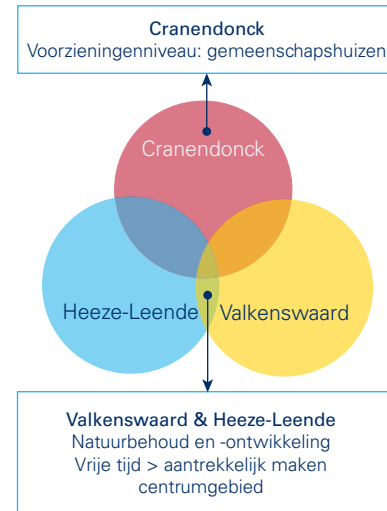 Cranendonck
Voorzieningenniveau: gemeenschapshuizen
Cranendonck
Heeze-Leende
Valkenswaard
Valkenswaard & Heeze-Leende
Natuurbehoud en -ontwikkeling
Vrije tijd > aantrekkelijk maken
centrumgebied